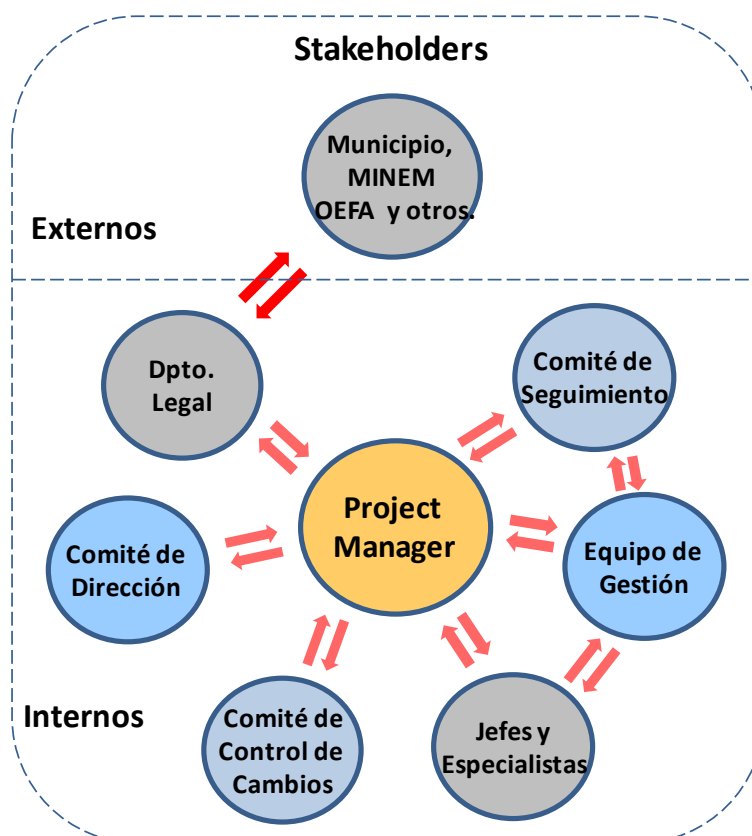 Stakeholders
Municipio,
MINEM
OEFA y otros.
Externos
Dpto.
Legal
Comité de
Seguimiento
Project
Manager
Comité de
Dirección
Equipo de
Gestión
Internos
Comité de
Control de
Cambios
Jefes y
Especialistas